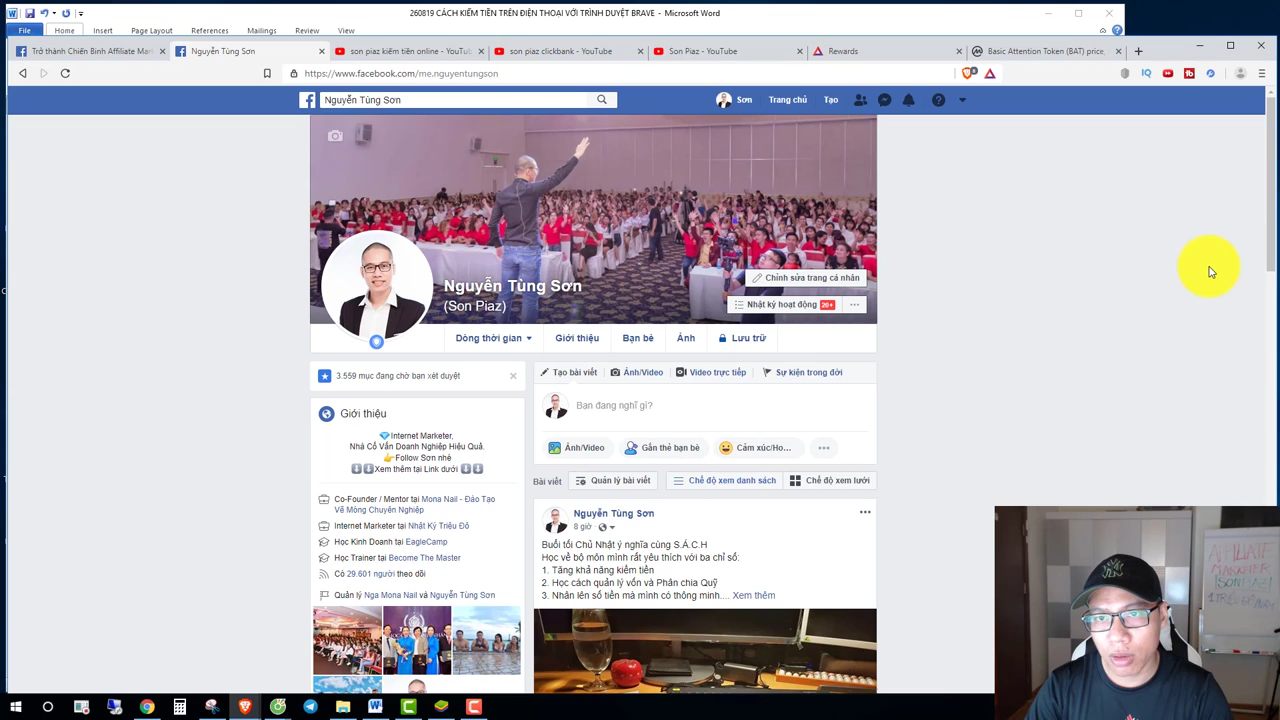 260819 CÁCH KIẾM TIỀN TRÊN ĐIỆN THOẠI VỚI TRÌNH DUYỆT BRAVE - Microsoft Word
File Home Insert Page Layout References Mailings Review View
Trở thành Chiến Binh Affiliate Mar
Nguyễn Tùng Sơn
son piaz kiếm tiền online - YouTub
son piaz clickbank - YouTube
Son Piaz - YouTube
Rewards
Basic Attention Token (BAT) price,
https://www.facebook.com/me.nguyentungson
Nguyễn Tùng Sơn
Sơn Trang chủ Tạo
Nguyễn Tùng Sơn
(Son Piaz)
Chỉnh sửa trang cá nhân
Nhật ký hoạt động 20+
Dòng thời gian Giới thiệu Bạn bè Ảnh Lưu trữ
3.559 mục đang chờ bạn xét duyệt
Tạo bài viết Ảnh/Video Video trực tiếp Sự kiện trong đời
Bạn đang nghĩ gì?
Ảnh/Video Gắn thẻ bạn bè Cảm xúc/Ho...
Giới thiệu
Internet Marketer,
Nhà Cố Vấn Doanh Nghiệp Hiệu Quả.
Follow Sơn nhé
Xem thêm tại Link dưới
Co-Founder / Mentor tại Mona Nail - Đào Tạo
Vẽ Móng Chuyên Nghiệp
Internet Marketer tại Nhật Ký Triệu Đô
Học Kinh Doanh tại EagleCamp
Học Trainer tại Become The Master
Có 29.601 người theo dõi
Quản lý Nga Mona Nail và Nguyễn Tùng Sơn
Bài viết Quản lý bài viết Chế độ xem danh sách Chế độ xem lưới
Nguyễn Tùng Sơn
8 giờ
Buổi tối Chủ Nhật ý nghĩa cùng S.Á.C.H
Học về bộ môn mình rất yêu thích với ba chỉ số:
1. Tăng khả năng kiếm tiền
2. Học cách quản lý vốn và Phân chia Quỹ
3. Nhân lên số tiền mà mình có thông minh.... Xem thêm
AFFILIATE
MARKETER